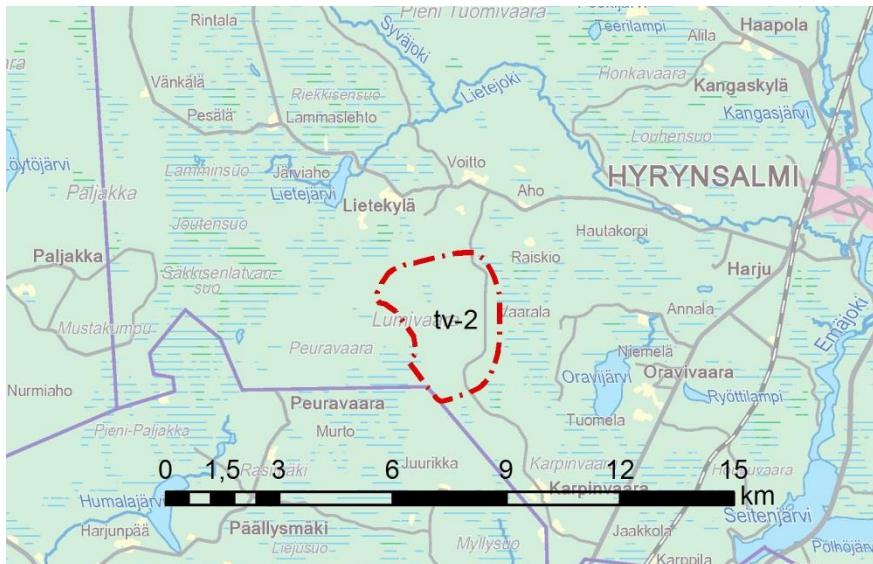 Pieni Tuomivaara
Teerilampi
Rintala
Syväjoki
Alila
Haapola
Honkavaara
Vänkälä
Lietejoki
Kangaskylä
Riekkisensuo
Pesälä
Lammaslehto
Kangasjärvi
Louhensuo
Löytöjärvi
Lamminsuo
Järviaho
Voitto
Lietejärvi
HYRYNSALMI
Paljakka
Lietekylä
Aho
Joutensuo
Hautakorpi
Paljakka
Raiskio
Säkkisenlatvan-
suo
Harju
Emäjoki
Mustakumpu
Lumivaara
tv-2
Vaarala
Annala
Peuravaara
Niemelä
Oravijärvi
Oravivaara
Nurmiaho
Ryöttilampi
Peuravaara
Tuomela
Pieni-Paljakka
Murto
0 1,5 3 6 9 12 15
km
Juurikka
Karpinvaara
Humalajärvi
Karpinvaara
Seitenjärvi
Harjunpää
Päällysmäki
Jaakkola
Liejusuo
Myllysuo
Karppila
Pölhöjärvi